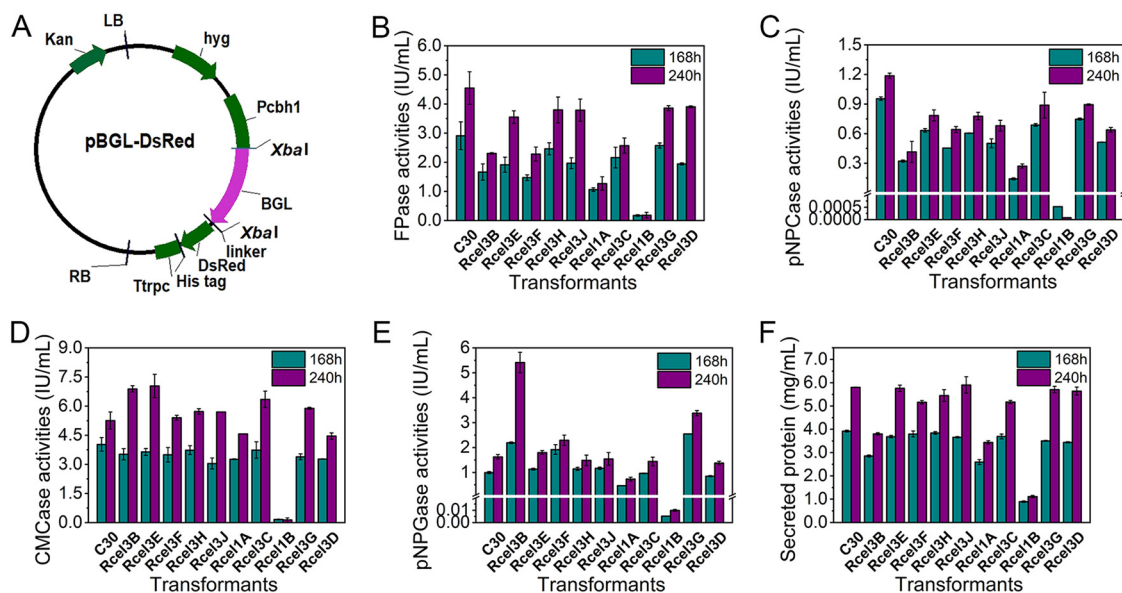 A
LB
Kan
hyg
Pcbh1
pBGL-DsRed
XbaI
BGL
XbaI
linker
DsRed
His tag
Ttrpc
RB
B
FPase activities (IU/mL)
6.0
5.0
4.0
3.0
2.0
1.0
0.0
168h
240h
C30
Rcel3B
Rcel3E
Rcel3F
Rcel3H
Rcel3J
Rcel1A
Rcel3C
Rcel1B
Rcel3G
Rcel3D
Transformants
C
pNPCase activities (IU/mL)
1.5
1.2
0.9
0.6
0.3
0.0005
0.0000
168h
240h
C30
Rcel3B
Rcel3E
Rcel3F
Rcel3H
Rcel3J
Rcel1A
Rcel3C
Rcel1B
Rcel3G
Rcel3D
Transformants
D
CMCase activities (IU/mL)
9.0
7.5
6.0
4.5
3.0
1.5
0.0
168h
240h
C30
Rcel3B
Rcel3E
Rcel3F
Rcel3H
Rcel3J
Rcel1A
Rcel3C
Rcel1B
Rcel3G
Rcel3D
Transformants
E
pNPGase activities (IU/mL)
6
5
4
3
2
1
0.01
0.00
168h
240h
C30
Rcel3B
Rcel3E
Rcel3F
Rcel3H
Rcel3J
Rcel1A
Rcel3C
Rcel1B
Rcel3G
Rcel3D
Transformants
F
Secreted protein (mg/mL)
7.0
6.0
5.0
4.0
3.0
2.0
1.0
0.0
168h
240h
C30
Rcel3B
Rcel3E
Rcel3F
Rcel3H
Rcel3J
Rcel1A
Rcel3C
Rcel1B
Rcel3G
Rcel3D
Transformants